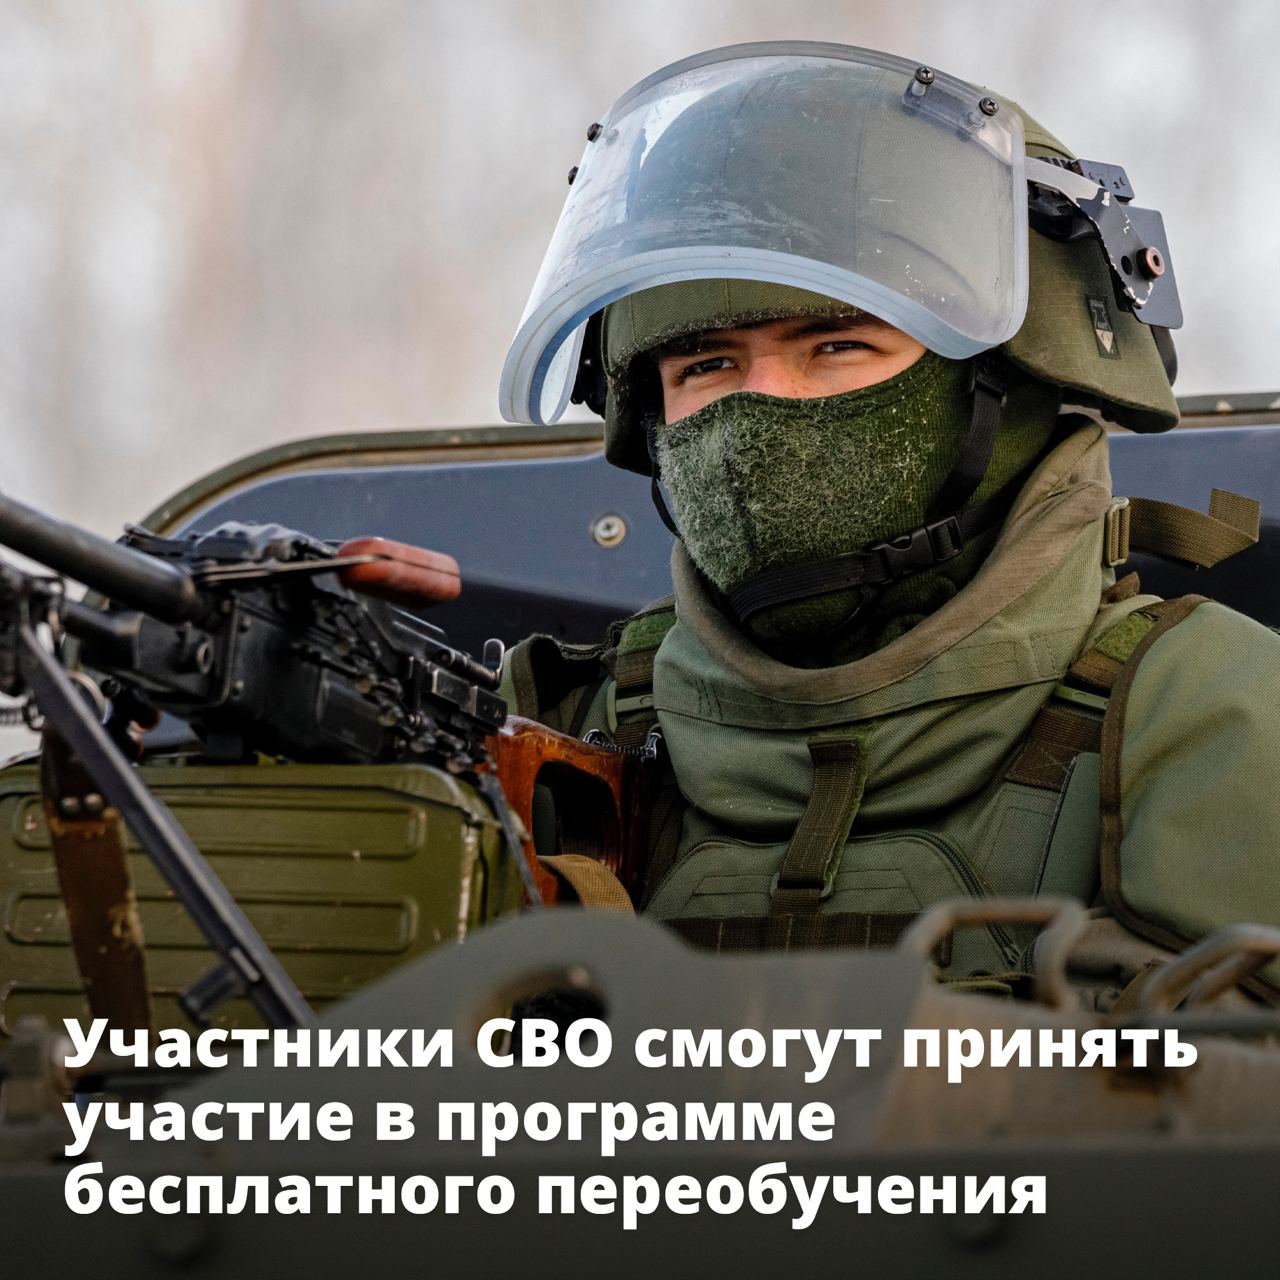 Участники СВО смогут принять
участие в программе
бесплатного переобучения